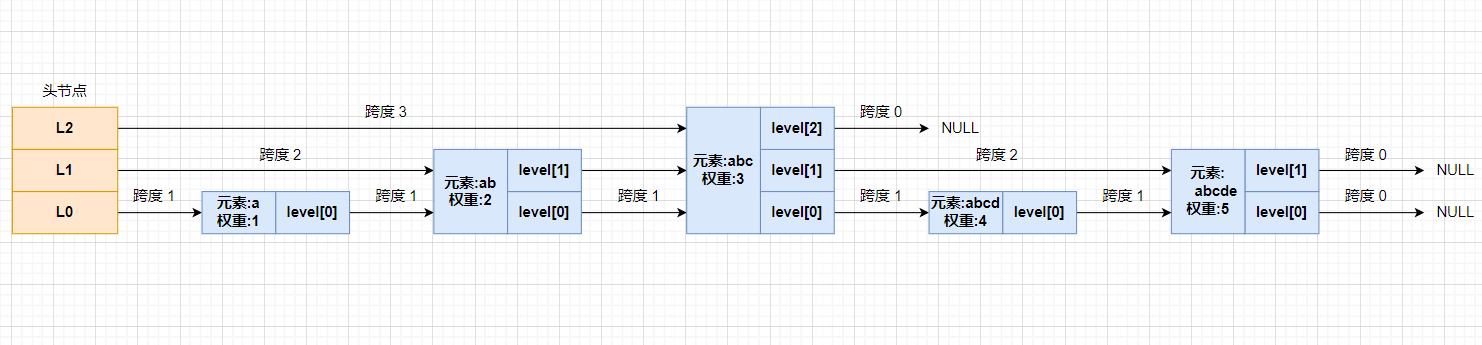 头节点
L2
跨度 3
level[2]
跨度 0
NULL
L1
跨度 2
元素:ab
权重:2
level[1]
元素:abc
权重:3
level[1]
跨度 2
元素:
abcde
权重:5
level[1]
跨度 0
NULL
L0
跨度 1
元素:a
权重:1
level[0]
跨度 1
level[0]
跨度 1
level[0]
跨度 1
元素:abcd
权重:4
level[0]
跨度 1
level[0]
跨度 0
NULL